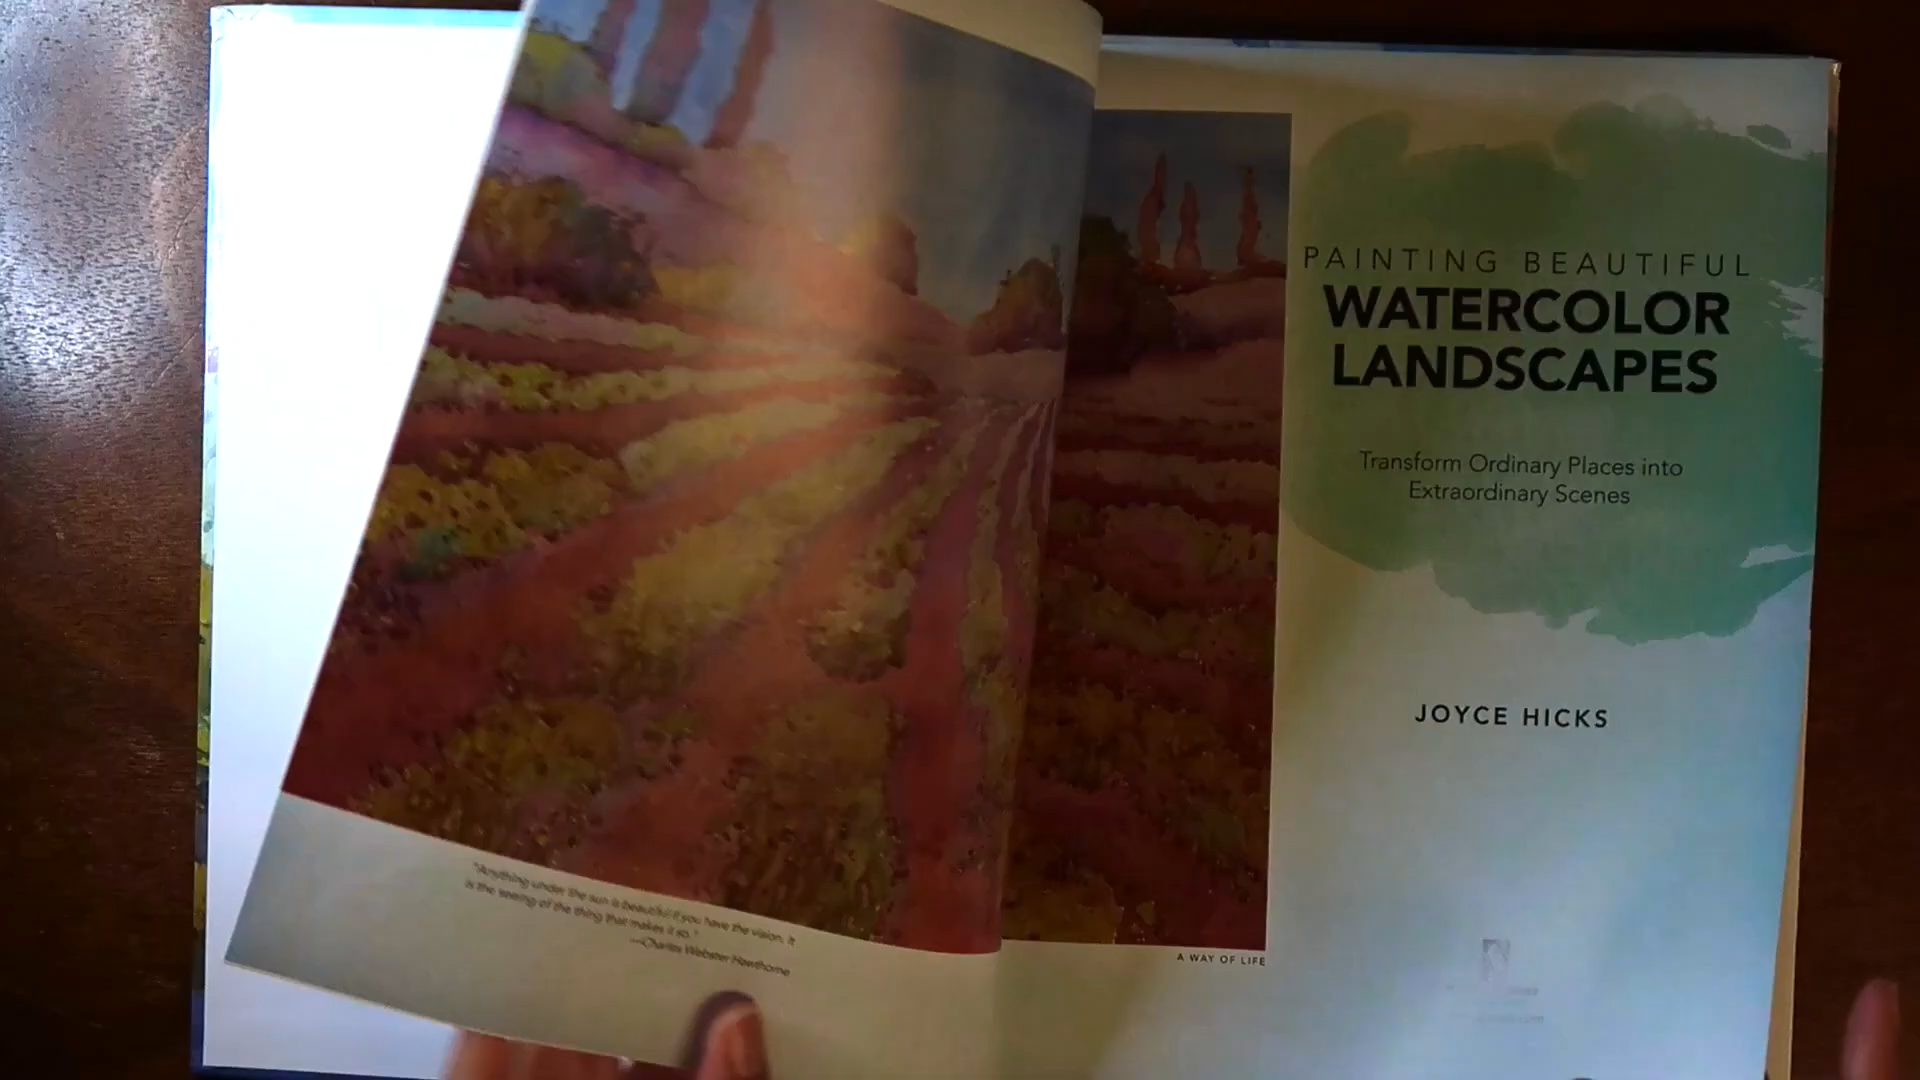 "Anything under the sun is beautiful if you have the vision, it
is the seeing of the thing that makes it so."
—Charles Webster Hawthorne
A WAY OF LIFE
PAINTING BEAUTIFUL
WATERCOLOR
LANDSCAPES
Transform Ordinary Places into
Extraordinary Scenes
JOYCE HICKS